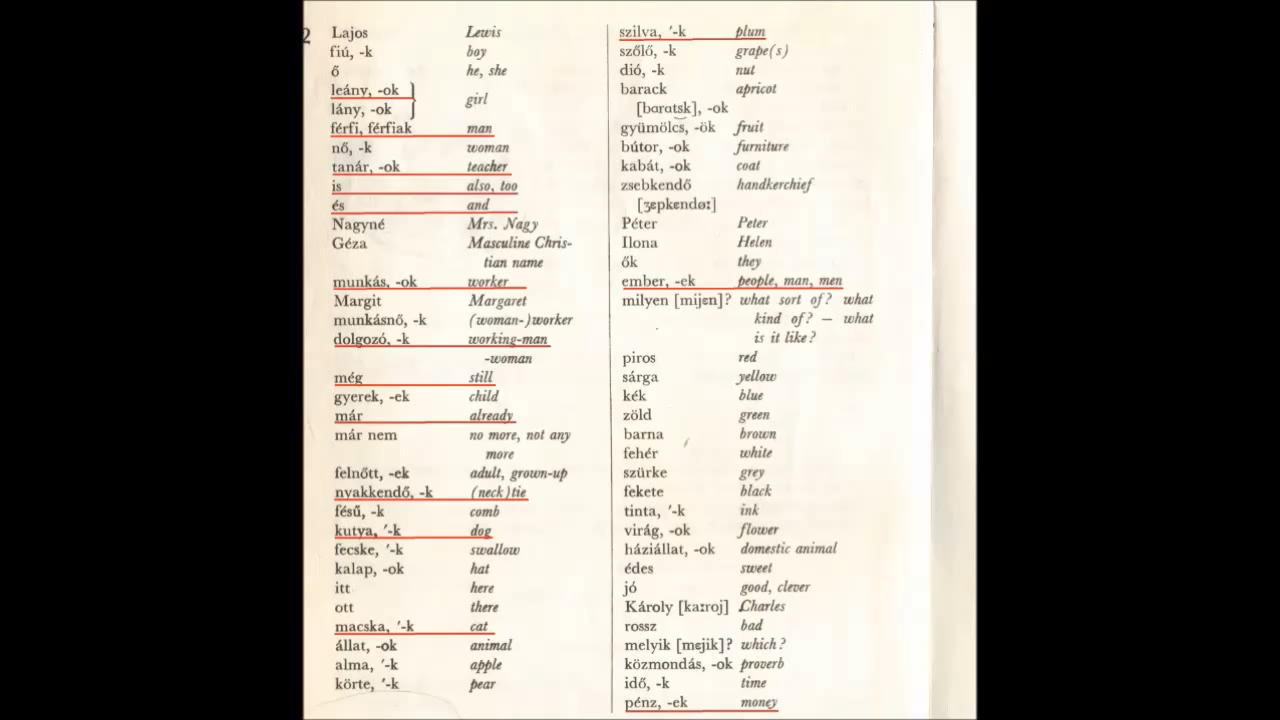 2
Lajos Lewis
fiú, -k boy
ő he, she
leány, -ok
lány, -ok } girl
férfi, férfiak man
nő, -k woman
tanár, -ok teacher
is also, too
és and
Nagyné Mrs. Nagy
Géza Masculine Chris-
tian name
munkás, -ok worker
Margit Margaret
munkásnő, -k (woman-)worker
dolgozó, -k working-man
-woman
még still
gyerek, -ek child
már already
már nem no more, not any
more
felnőtt, -ek adult, grown-up
nyakkendő, -k (neck)tie
fésű, -k comb
kutya, ′-k dog
fecske, ′-k swallow
kalap, -ok hat
itt here
ott there
macska, ′-k cat
állat, -ok animal
alma, ′-k apple
körte, ′-k pear
szilva, ′-k plum
szőlő, -k grape(s)
dió, -k nut
barack apricot
[bɑrɑtsk], -ok
gyümölcs, -ök fruit
bútor, -ok furniture
kabát, -ok coat
zsebkendő handkerchief
[ʒɛpkɛndøː]
Péter Peter
Ilona Helen
ők they
ember, -ek people, man, men
milyen [mijɛn]? what sort of? what
kind of? — what
is it like?
piros red
sárga yellow
kék blue
zöld green
barna brown
fehér white
szürke grey
fekete black
tinta, ′-k ink
virág, -ok flower
háziállat, -ok domestic animal
édes sweet
jó good, clever
Károly [kaːroj] Charles
rossz bad
melyik [mɛjik]? which?
közmondás, -ok proverb
idő, -k time
pénz, -ek money